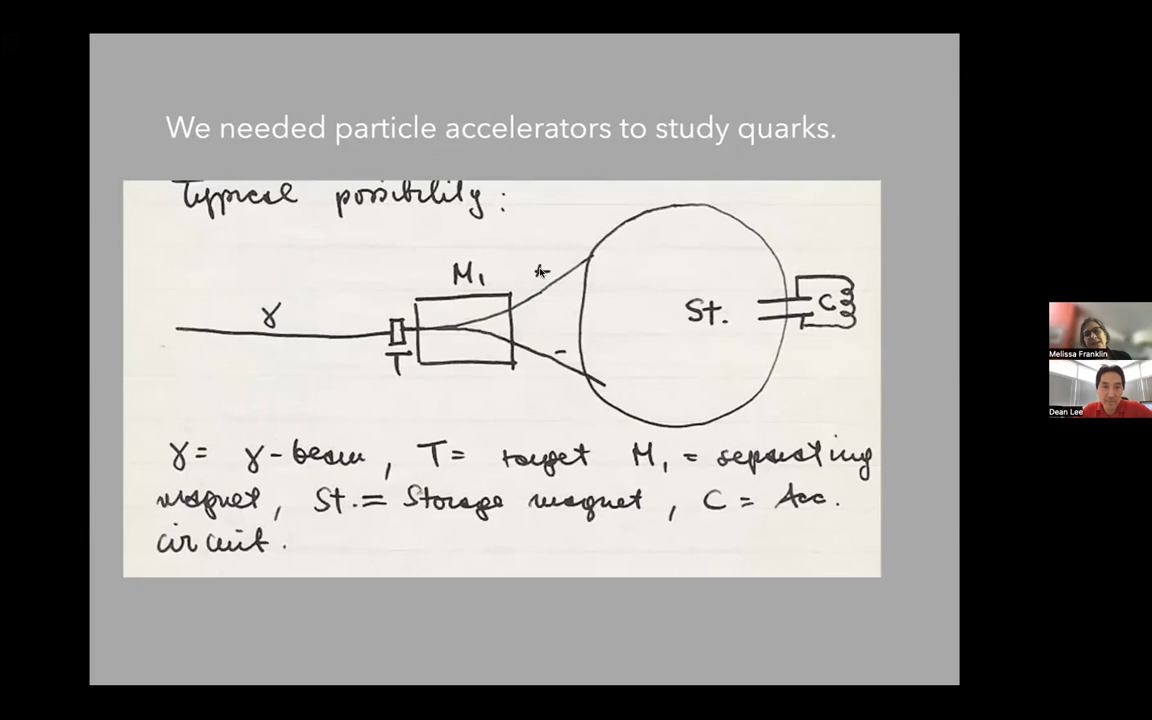 We needed particle accelerators to study quarks.
Typical possibility:
M₁
+
γ
St.
C
-
T
γ = γ-beam, T = target M₁ = separating
magnet, St. = Storage magnet, C = Acc.
circuit.
Melissa Franklin
Dean Lee